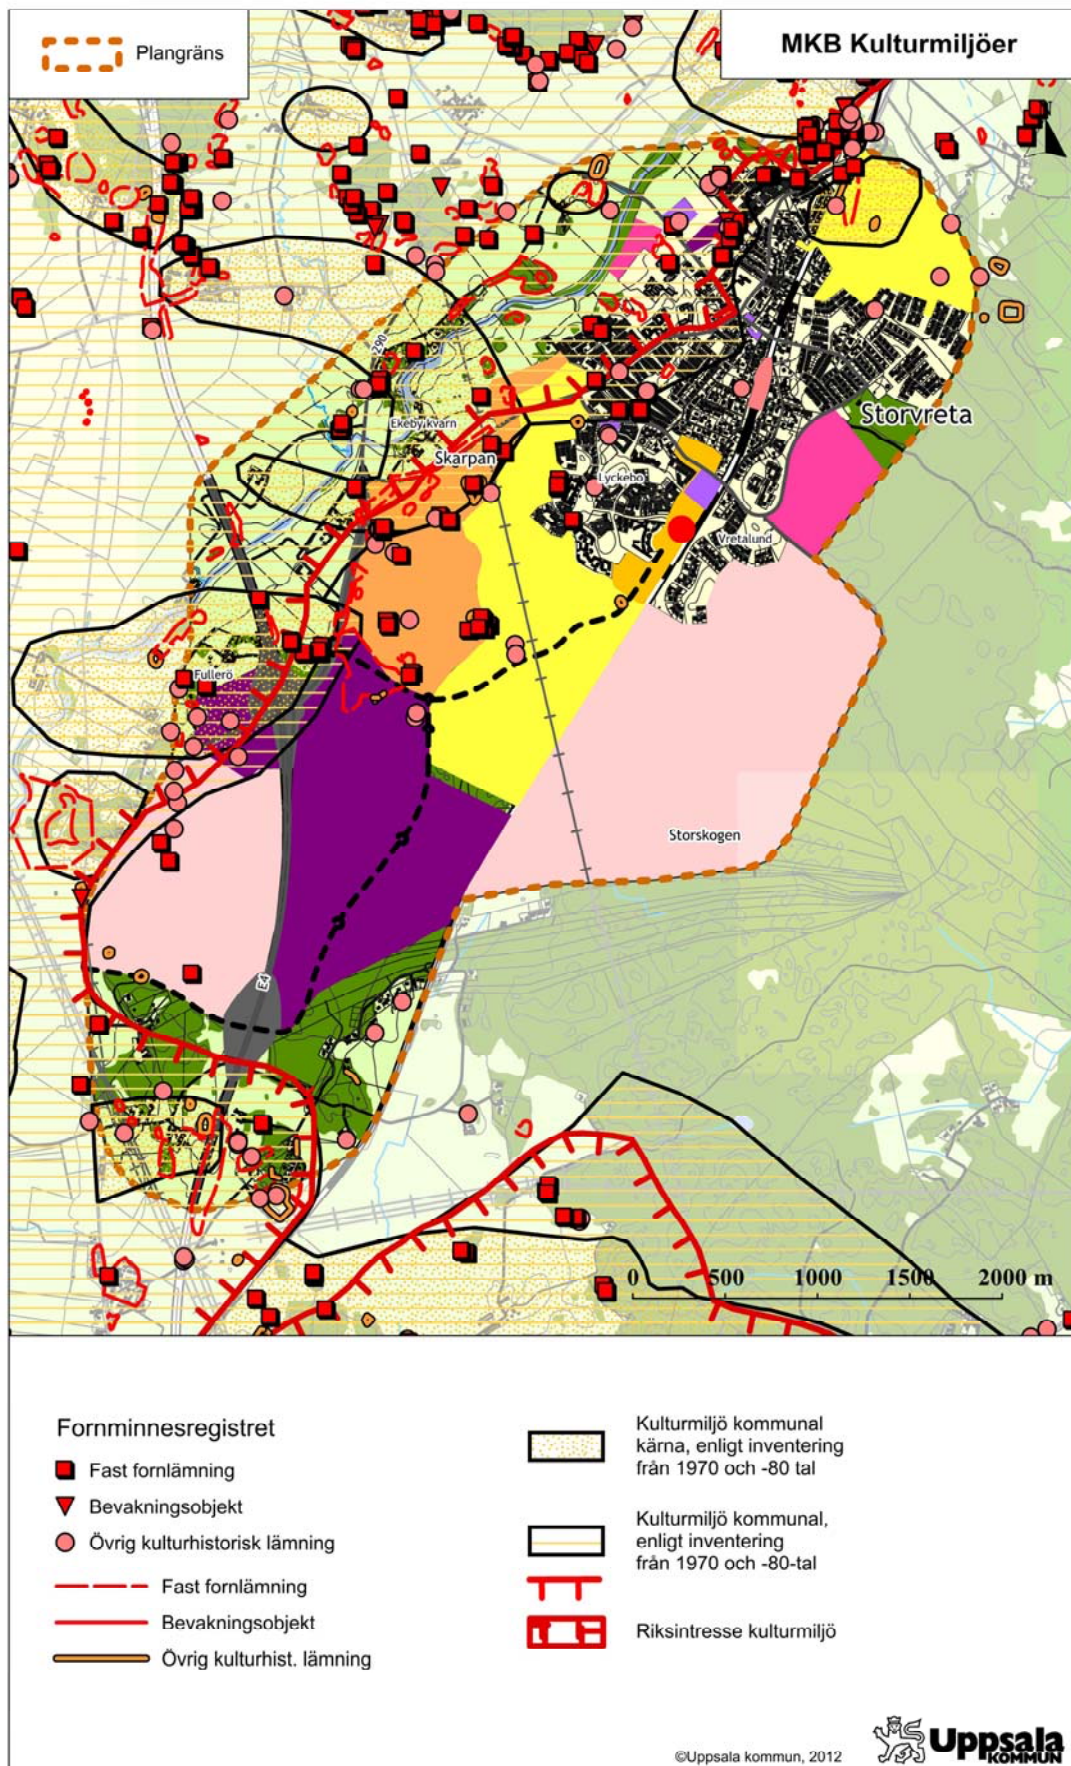 Plangräns
MKB Kulturmiljöer
290
Ekeby kvarn
Skarpan
Storvreta
Lyckebo
Vretalund
Fullerö
Storskogen
E4
0 500 1000 1500 2000 m
Fornminnesregistret
Fast fornlämning
Bevakningsobjekt
Övrig kulturhistorisk lämning
Fast fornlämning
Bevakningsobjekt
Övrig kulturhist. lämning
Kulturmiljö kommunal
kärna, enligt inventering
från 1970 och -80 tal
Kulturmiljö kommunal,
enligt inventering
från 1970 och -80-tal
Riksintresse kulturmiljö
©Uppsala kommun, 2012
Uppsala
KOMMUN